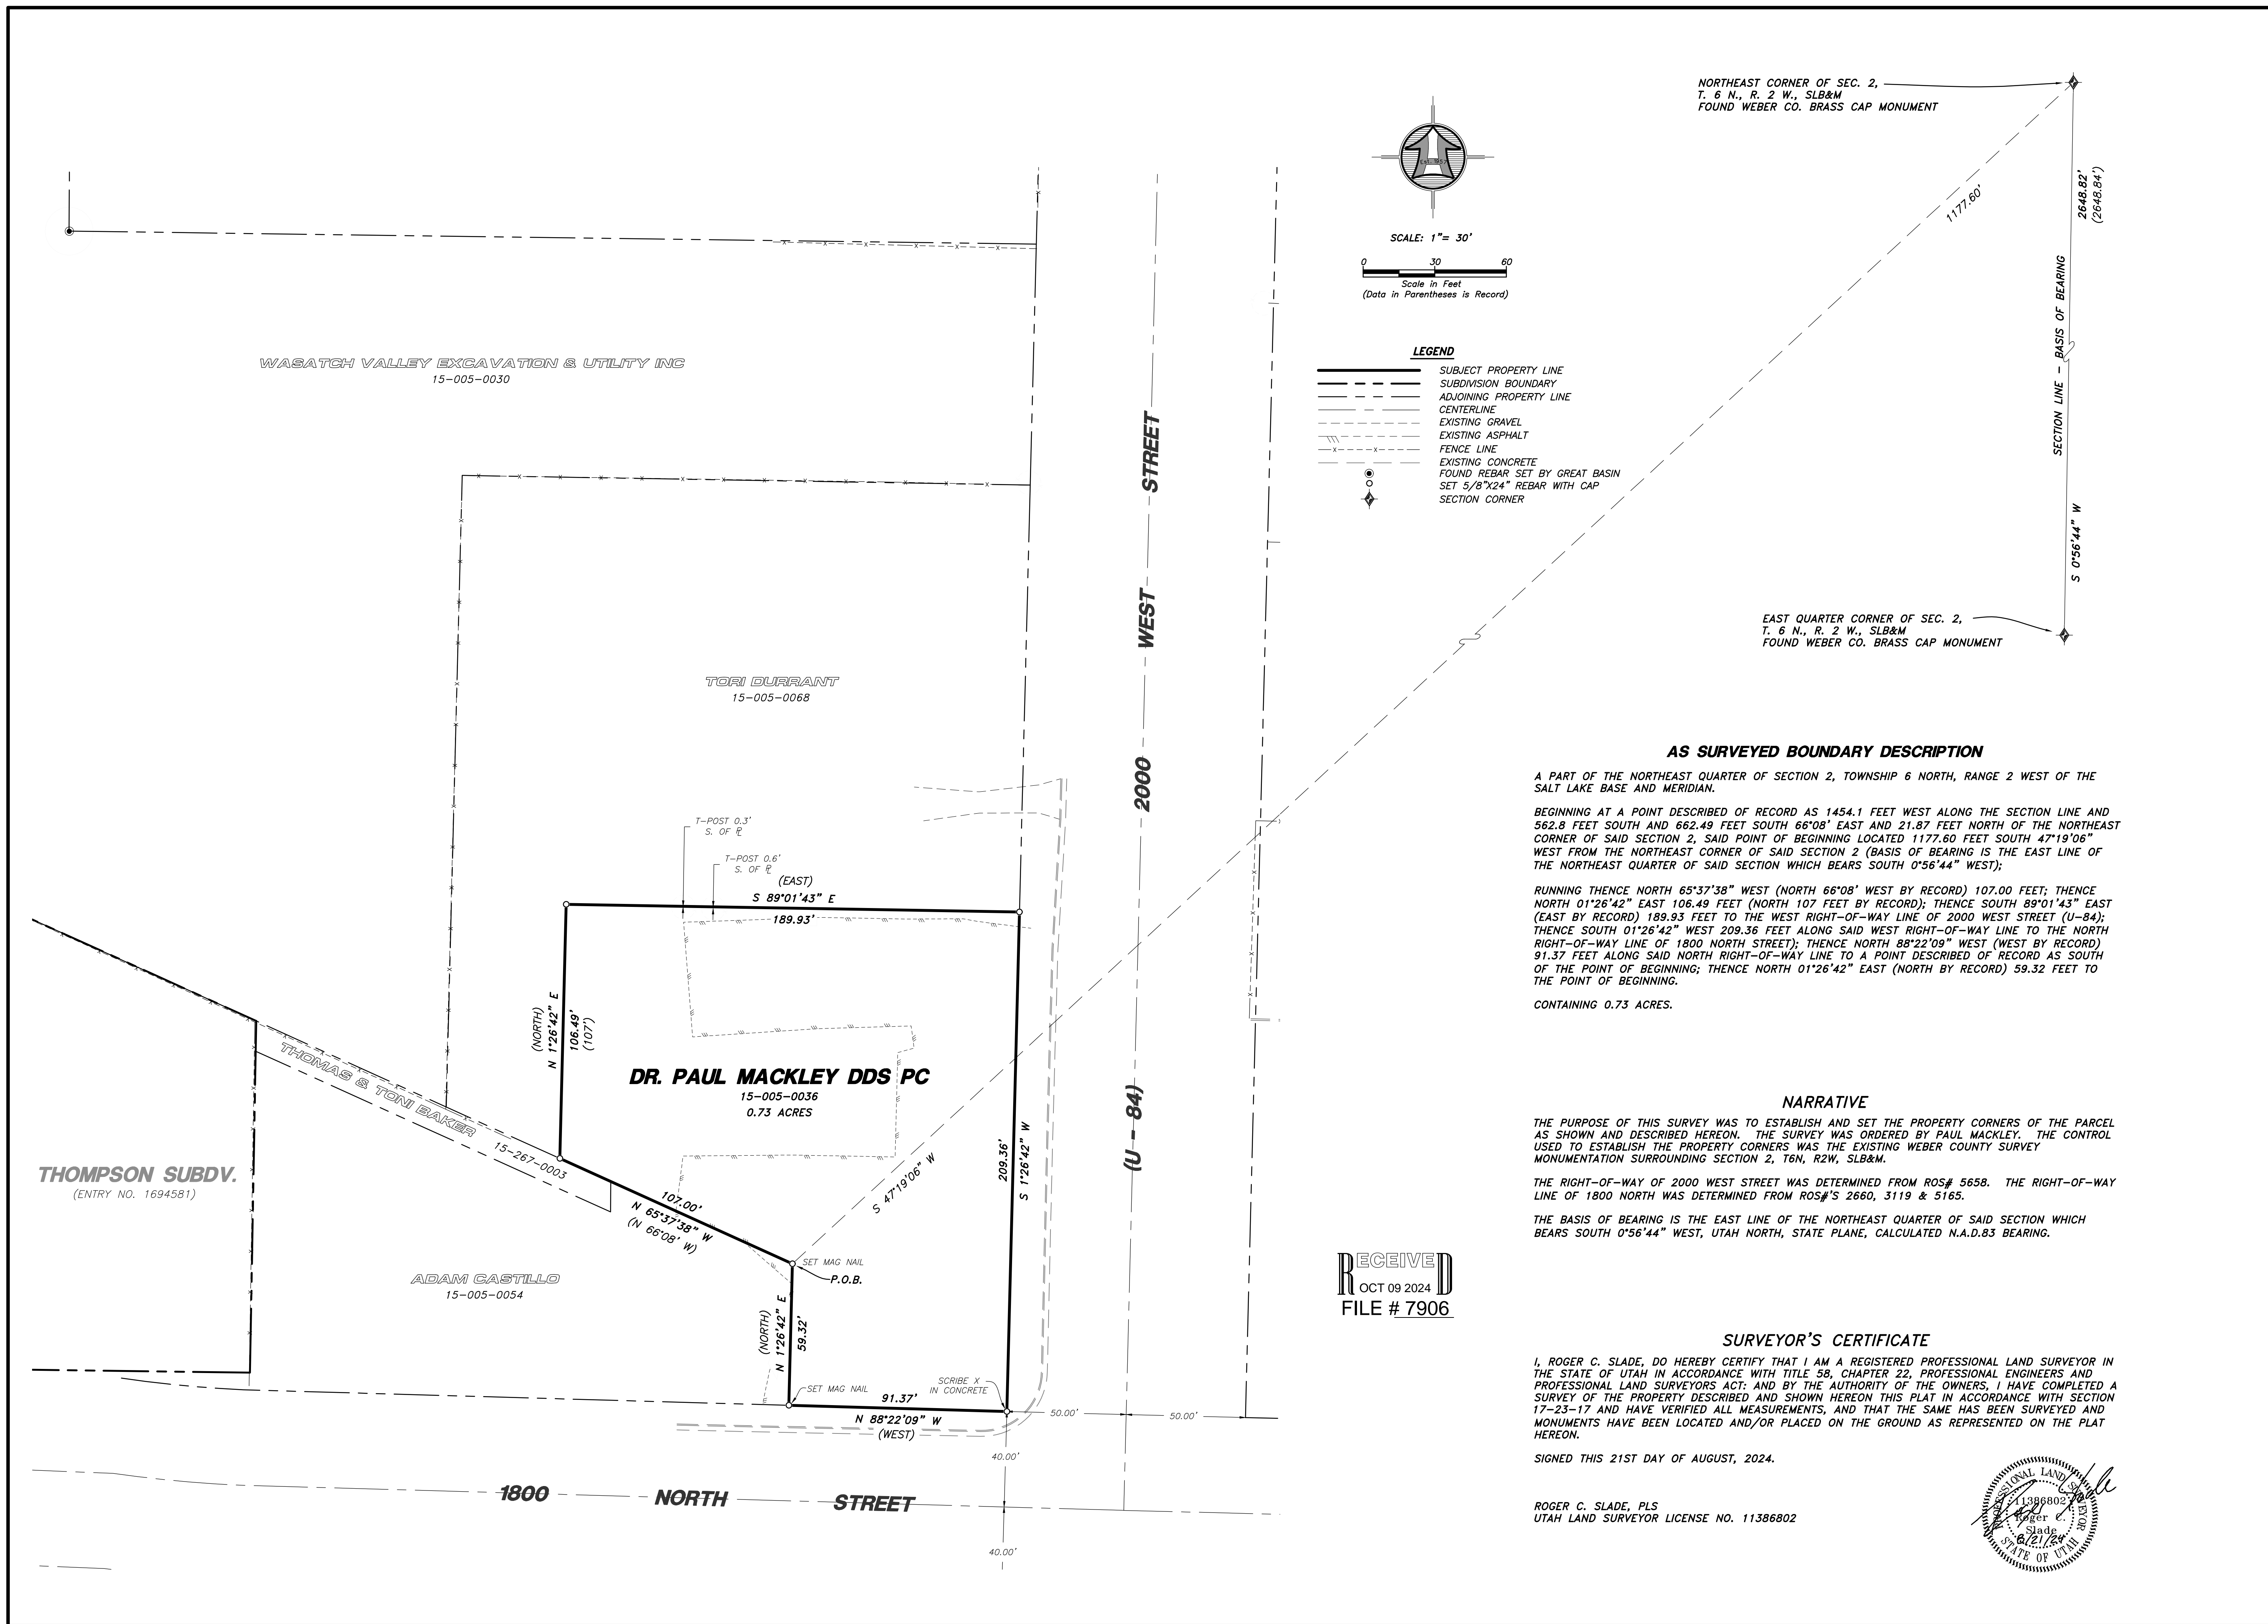 NORTHEAST CORNER OF SEC. 2,
T. 6 N., R. 2 W., SLB&M
FOUND WEBER CO. BRASS CAP MONUMENT
1177.60'
2648.82'
(2648.84')
SECTION LINE - BASIS OF BEARING
S 0°56'44" W
EAST QUARTER CORNER OF SEC. 2,
T. 6 N., R. 2 W., SLB&M
FOUND WEBER CO. BRASS CAP MONUMENT
SCALE: 1"= 30'
0 30 60
Scale in Feet
(Data in Parentheses is Record)
LEGEND
SUBJECT PROPERTY LINE
SUBDIVISION BOUNDARY
ADJOINING PROPERTY LINE
CENTERLINE
EXISTING GRAVEL
EXISTING ASPHALT
FENCE LINE
EXISTING CONCRETE
FOUND REBAR SET BY GREAT BASIN
SET 5/8"X24" REBAR WITH CAP
SECTION CORNER
WASATCH VALLEY EXCAVATION & UTILITY INC
15-005-0030
TORI DURRANT
15-005-0068
2000 WEST STREET
(U - 84)
T-POST 0.3'
S. OF PL
T-POST 0.6'
S. OF PL
(EAST)
S 89°01'43" E
189.93'
(NORTH)
N 1°26'42" E
106.49'
(107')
DR. PAUL MACKLEY DDS PC
15-005-0036
0.73 ACRES
209.36'
S 1°26'42" W
S 47°19'06" W
THOMAS & TONI BAKER
15-267-0003
THOMPSON SUBDV.
(ENTRY NO. 1694581)
107.00'
N 65°37'38" W
(N 66°08' W)
SET MAG NAIL
P.O.B.
ADAM CASTILLO
15-005-0054
(NORTH)
N 1°26'42" E
59.32'
SET MAG NAIL
SCRIBE X
IN CONCRETE
91.37'
N 88°22'09" W
(WEST)
50.00'
50.00'
40.00'
40.00'
1800 NORTH STREET
AS SURVEYED BOUNDARY DESCRIPTION
A PART OF THE NORTHEAST QUARTER OF SECTION 2, TOWNSHIP 6 NORTH, RANGE 2 WEST OF THE
SALT LAKE BASE AND MERIDIAN.
BEGINNING AT A POINT DESCRIBED OF RECORD AS 1454.1 FEET WEST ALONG THE SECTION LINE AND
562.8 FEET SOUTH AND 662.49 FEET SOUTH 66°08' EAST AND 21.87 FEET NORTH OF THE NORTHEAST
CORNER OF SAID SECTION 2, SAID POINT OF BEGINNING LOCATED 1177.60 FEET SOUTH 47°19'06"
WEST FROM THE NORTHEAST CORNER OF SAID SECTION 2 (BASIS OF BEARING IS THE EAST LINE OF
THE NORTHEAST QUARTER OF SAID SECTION WHICH BEARS SOUTH 0°56'44" WEST);
RUNNING THENCE NORTH 65°37'38" WEST (NORTH 66°08' WEST BY RECORD) 107.00 FEET; THENCE
NORTH 01°26'42" EAST 106.49 FEET (NORTH 107 FEET BY RECORD); THENCE SOUTH 89°01'43" EAST
(EAST BY RECORD) 189.93 FEET TO THE WEST RIGHT-OF-WAY LINE OF 2000 WEST STREET (U-84);
THENCE SOUTH 01°26'42" WEST 209.36 FEET ALONG SAID WEST RIGHT-OF-WAY LINE TO THE NORTH
RIGHT-OF-WAY LINE OF 1800 NORTH STREET); THENCE NORTH 88°22'09" WEST (WEST BY RECORD)
91.37 FEET ALONG SAID NORTH RIGHT-OF-WAY LINE TO A POINT DESCRIBED OF RECORD AS SOUTH
OF THE POINT OF BEGINNING; THENCE NORTH 01°26'42" EAST (NORTH BY RECORD) 59.32 FEET TO
THE POINT OF BEGINNING.
CONTAINING 0.73 ACRES.
NARRATIVE
THE PURPOSE OF THIS SURVEY WAS TO ESTABLISH AND SET THE PROPERTY CORNERS OF THE PARCEL
AS SHOWN AND DESCRIBED HEREON. THE SURVEY WAS ORDERED BY PAUL MACKLEY. THE CONTROL
USED TO ESTABLISH THE PROPERTY CORNERS WAS THE EXISTING WEBER COUNTY SURVEY
MONUMENTATION SURROUNDING SECTION 2, T6N, R2W, SLB&M.
THE RIGHT-OF-WAY OF 2000 WEST STREET WAS DETERMINED FROM ROS# 5658. THE RIGHT-OF-WAY
LINE OF 1800 NORTH WAS DETERMINED FROM ROS#'S 2660, 3119 & 5165.
THE BASIS OF BEARING IS THE EAST LINE OF THE NORTHEAST QUARTER OF SAID SECTION WHICH
BEARS SOUTH 0°56'44" WEST, UTAH NORTH, STATE PLANE, CALCULATED N.A.D.83 BEARING.
RECEIVED
OCT 09 2024
FILE # 7906
SURVEYOR'S CERTIFICATE
I, ROGER C. SLADE, DO HEREBY CERTIFY THAT I AM A REGISTERED PROFESSIONAL LAND SURVEYOR IN
THE STATE OF UTAH IN ACCORDANCE WITH TITLE 58, CHAPTER 22, PROFESSIONAL ENGINEERS AND
PROFESSIONAL LAND SURVEYORS ACT: AND BY THE AUTHORITY OF THE OWNERS, I HAVE COMPLETED A
SURVEY OF THE PROPERTY DESCRIBED AND SHOWN HEREON THIS PLAT IN ACCORDANCE WITH SECTION
17-23-17 AND HAVE VERIFIED ALL MEASUREMENTS, AND THAT THE SAME HAS BEEN SURVEYED AND
MONUMENTS HAVE BEEN LOCATED AND/OR PLACED ON THE GROUND AS REPRESENTED ON THE PLAT
HEREON.
SIGNED THIS 21ST DAY OF AUGUST, 2024.
ROGER C. SLADE, PLS
UTAH LAND SURVEYOR LICENSE NO. 11386802
PROFESSIONAL LAND SURVEYOR
11386802
Roger C.
Slade
8/21/24
STATE OF UTAH